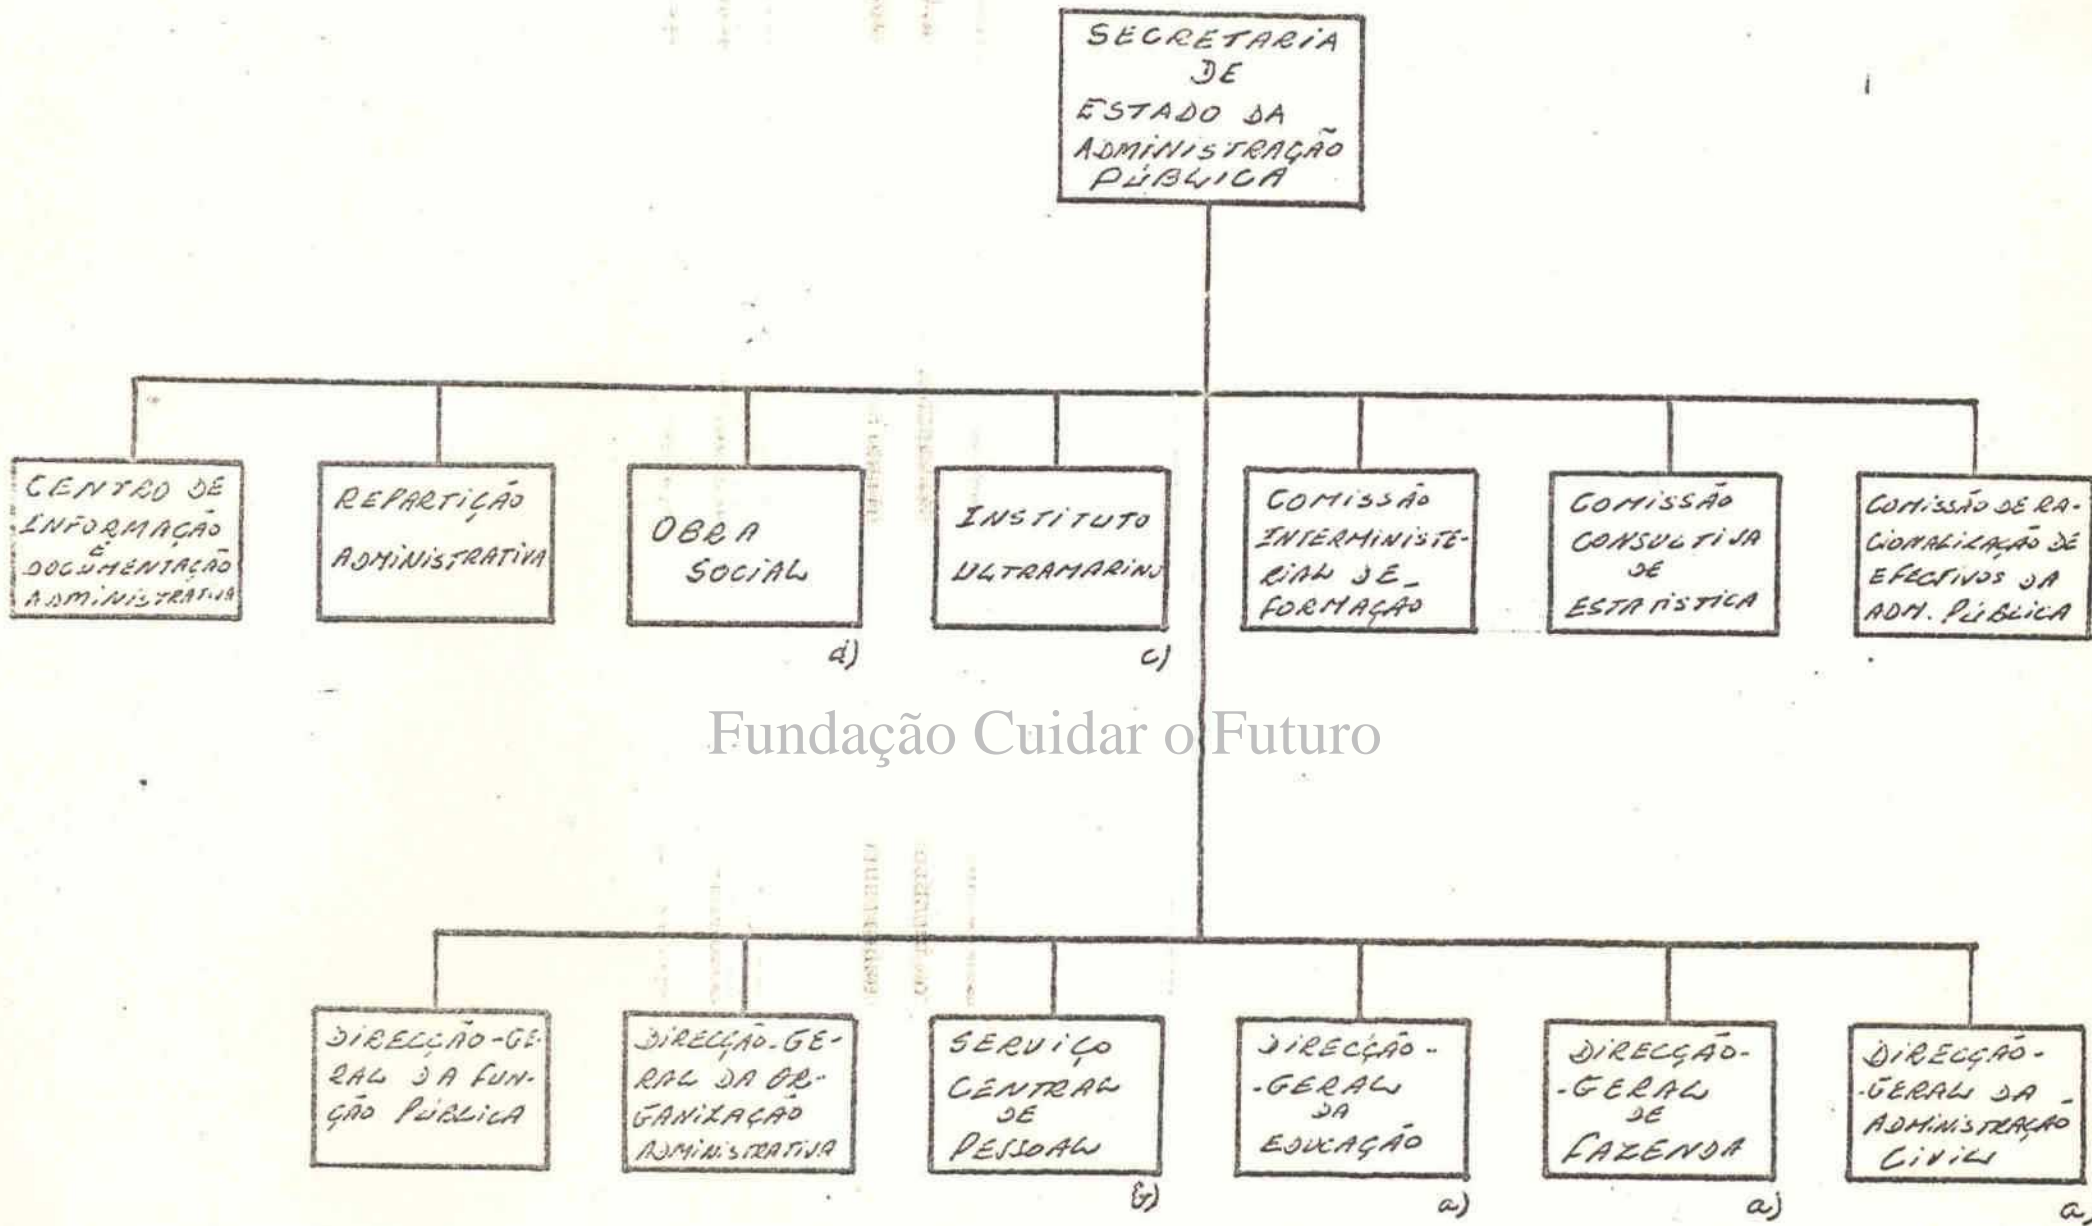 SECRETARIA
DE
ESTADO DA
ADMINISTRAÇÃO
PÚBLICA
CENTRO DE
INFORMAÇÃO
E
DOCUMENTAÇÃO
ADMINISTRATIVA
REPARTIÇÃO
ADMINISTRATIVA
OBRA
SOCIAL
d)
INSTITUTO
ULTRAMARINO
c)
COMISSÃO
INTERMINISTE-
RIAL DE
FORMAÇÃO
COMISSÃO
CONSULTIVA
DE
ESTATISTICA
COMISSÃO DE RA-
CIONALIZAÇÃO DE
EFECTIVOS DA
ADM. PÚBLICA
Fundação Cuidar o Futuro
DIRECÇÃO-GE-
RAL DA FUN-
ÇÃO PÚBLICA
DIRECÇÃO-GE-
RAL DA OR-
GANIZAÇÃO
ADMINISTRATIVA
SERVIÇO
CENTRAL
DE
PESSOAL
b)
DIRECÇÃO-
-GERAL
DA
EDUCAÇÃO
a)
DIRECÇÃO-
-GERAL
DE
FAZENDA
a)
DIRECÇÃO-
-GERAL DA
ADMINISTRAÇÃO
CIVIL
a)